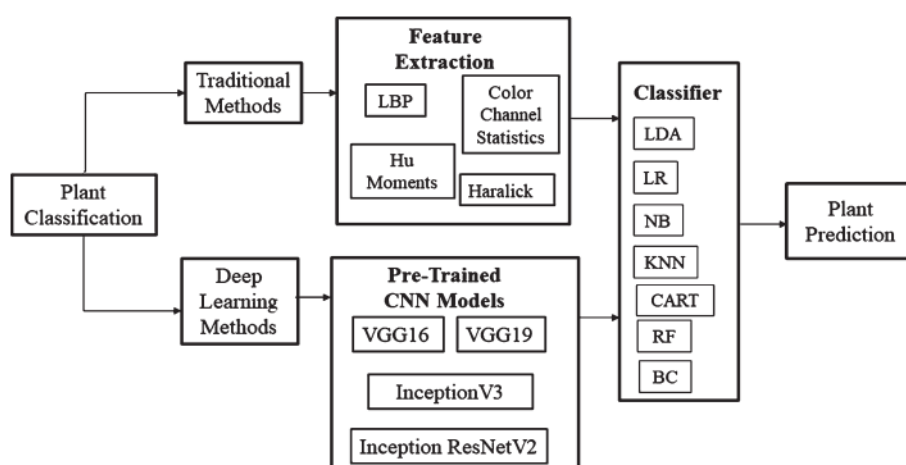 Plant
Classification
Traditional
Methods
Deep
Learning
Methods
Feature
Extraction
LBP
Color
Channel
Statistics
Hu
Moments
Haralick
Pre-Trained
CNN Models
VGG16
VGG19
InceptionV3
Inception ResNetV2
Classifier
LDA
LR
NB
KNN
CART
RF
BC
Plant
Prediction